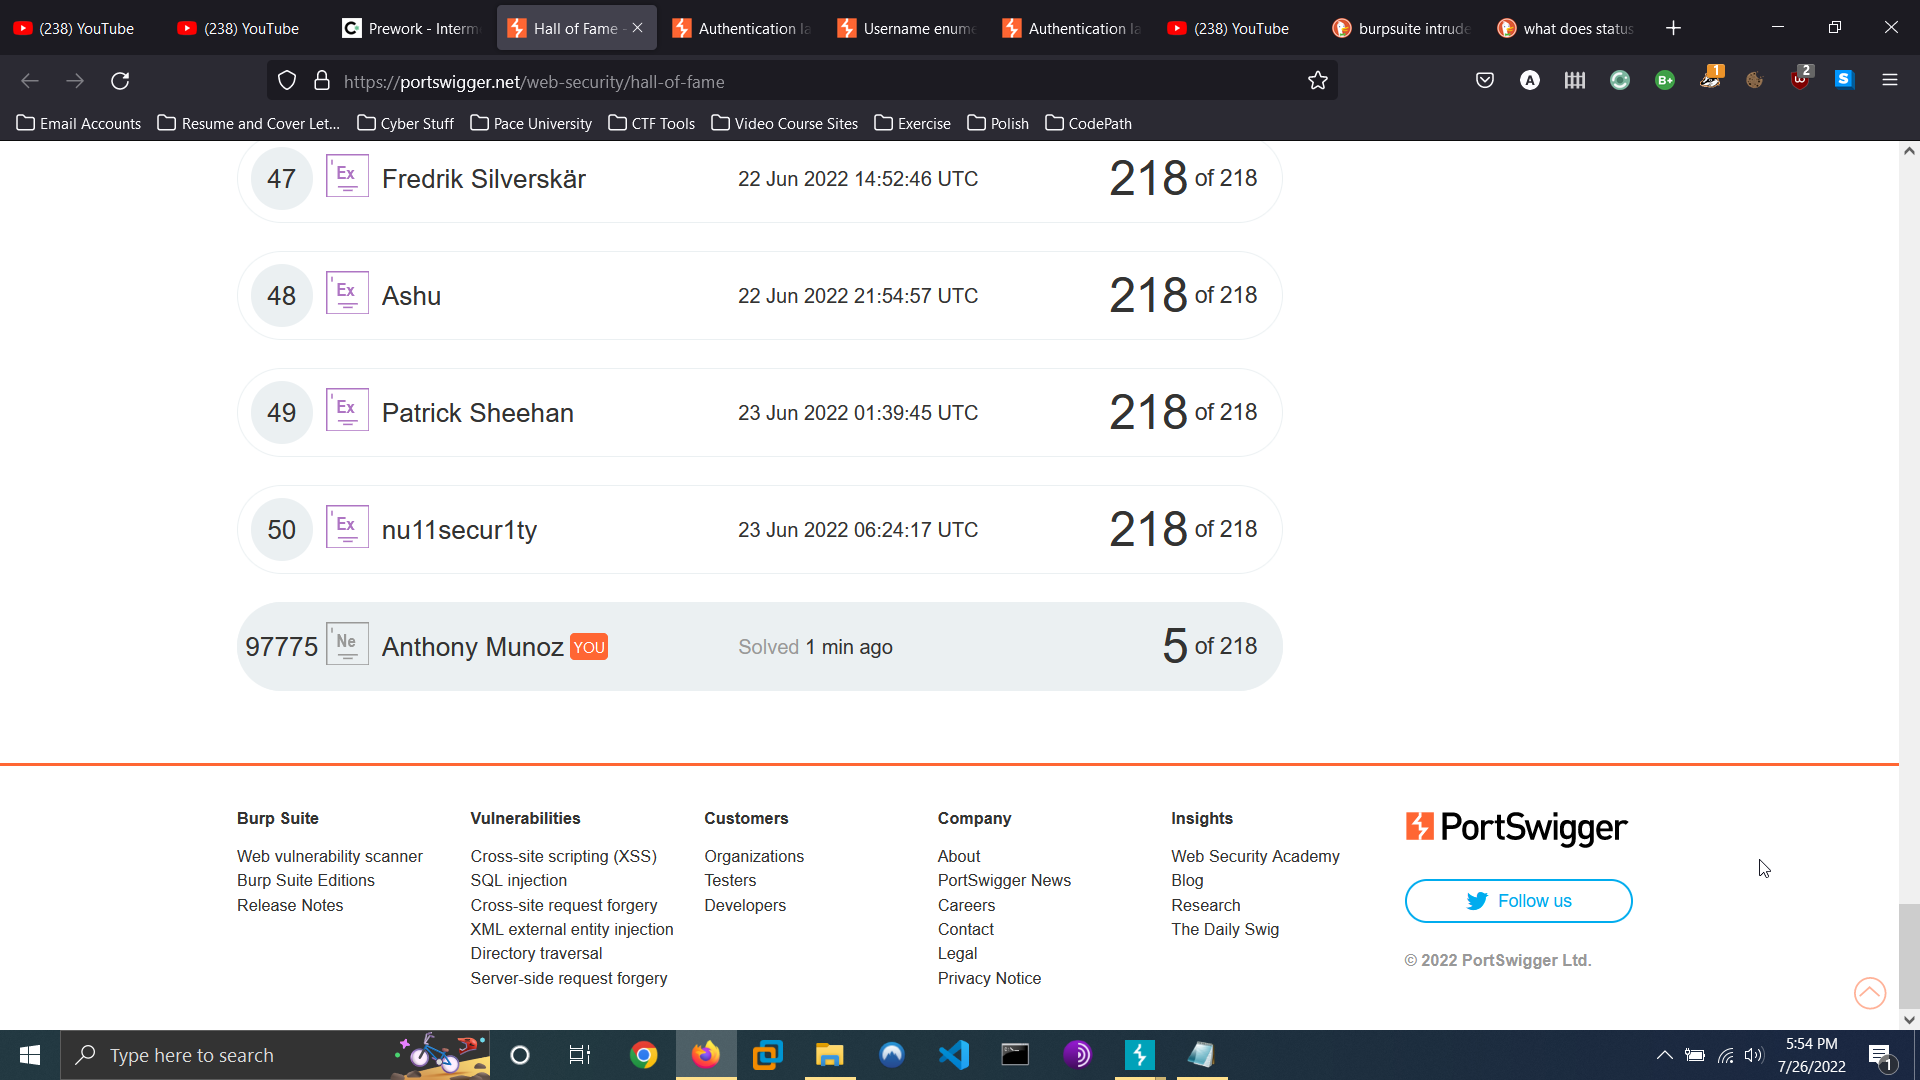 (238) YouTube
(238) YouTube
Prework - Interm
Hall of Fame -
Authentication la
Username enume
Authentication la
(238) YouTube
burpsuite intrude
what does status
https://portswigger.net/web-security/hall-of-fame
A
B+
1
2
S
Email Accounts
Resume and Cover Let...
Cyber Stuff
Pace University
CTF Tools
Video Course Sites
Exercise
Polish
CodePath
47 Ex Fredrik Silverskär 22 Jun 2022 14:52:46 UTC 218 of 218
48 Ex Ashu 22 Jun 2022 21:54:57 UTC 218 of 218
49 Ex Patrick Sheehan 23 Jun 2022 01:39:45 UTC 218 of 218
50 Ex nu11secur1ty 23 Jun 2022 06:24:17 UTC 218 of 218
97775 Ne Anthony Munoz YOU Solved 1 min ago 5 of 218
Burp Suite
Web vulnerability scanner
Burp Suite Editions
Release Notes
Vulnerabilities
Cross-site scripting (XSS)
SQL injection
Cross-site request forgery
XML external entity injection
Directory traversal
Server-side request forgery
Customers
Organizations
Testers
Developers
Company
About
PortSwigger News
Careers
Contact
Legal
Privacy Notice
Insights
Web Security Academy
Blog
Research
The Daily Swig
PortSwigger
Follow us
© 2022 PortSwigger Ltd.
Type here to search
5:54 PM
7/26/2022
1